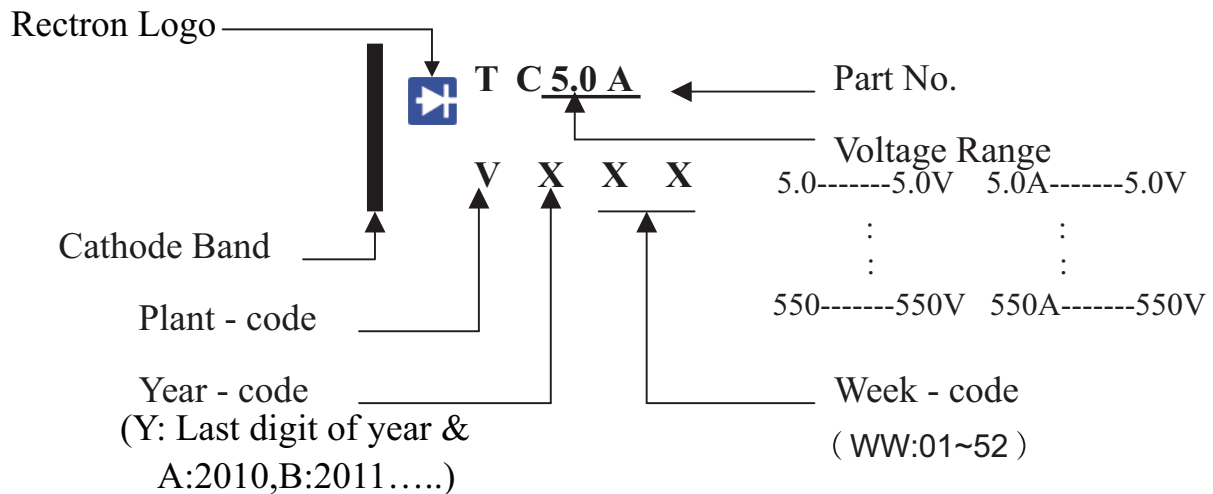 Rectron Logo
T C 5.0 A
Part No.
Voltage Range
V X X X
5.0-------5.0V 5.0A-------5.0V
: :
: :
550-------550V 550A-------550V
Cathode Band
Plant - code
Year - code
(Y: Last digit of year &
A:2010,B:2011…..)
Week - code
（WW:01~52）